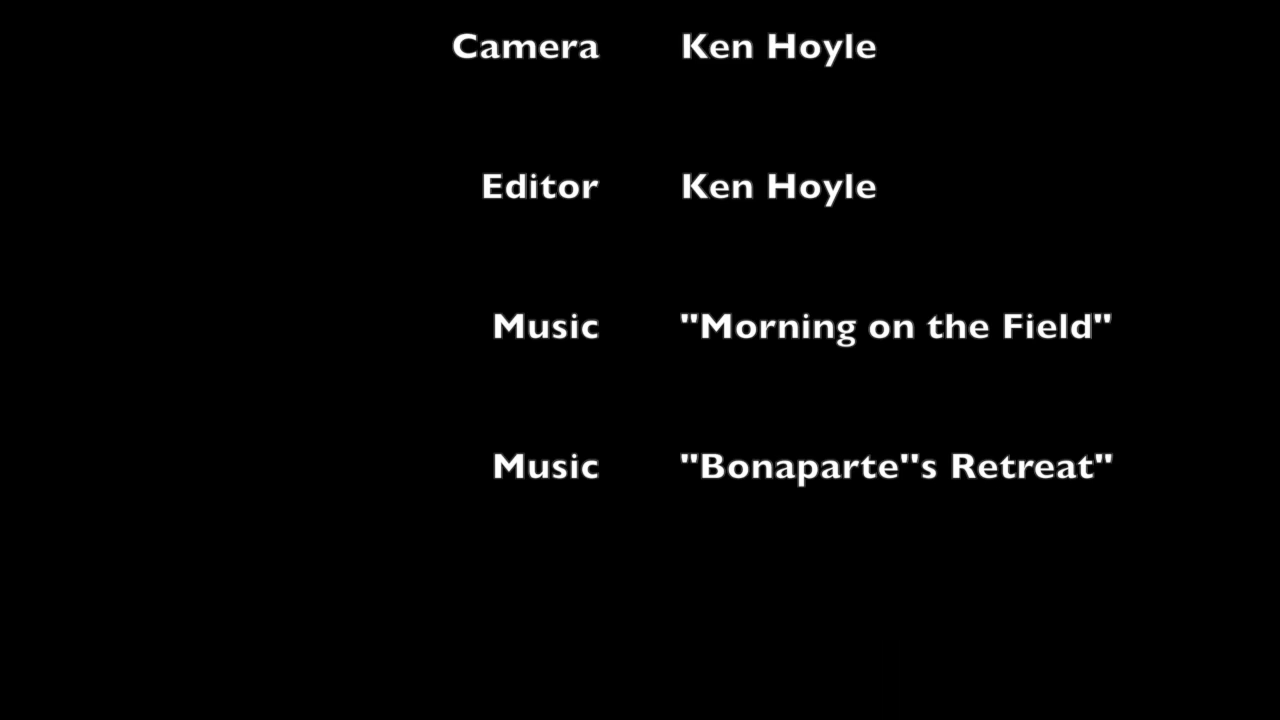 Camera Ken Hoyle
Editor Ken Hoyle
Music "Morning on the Field"
Music "Bonaparte"s Retreat"